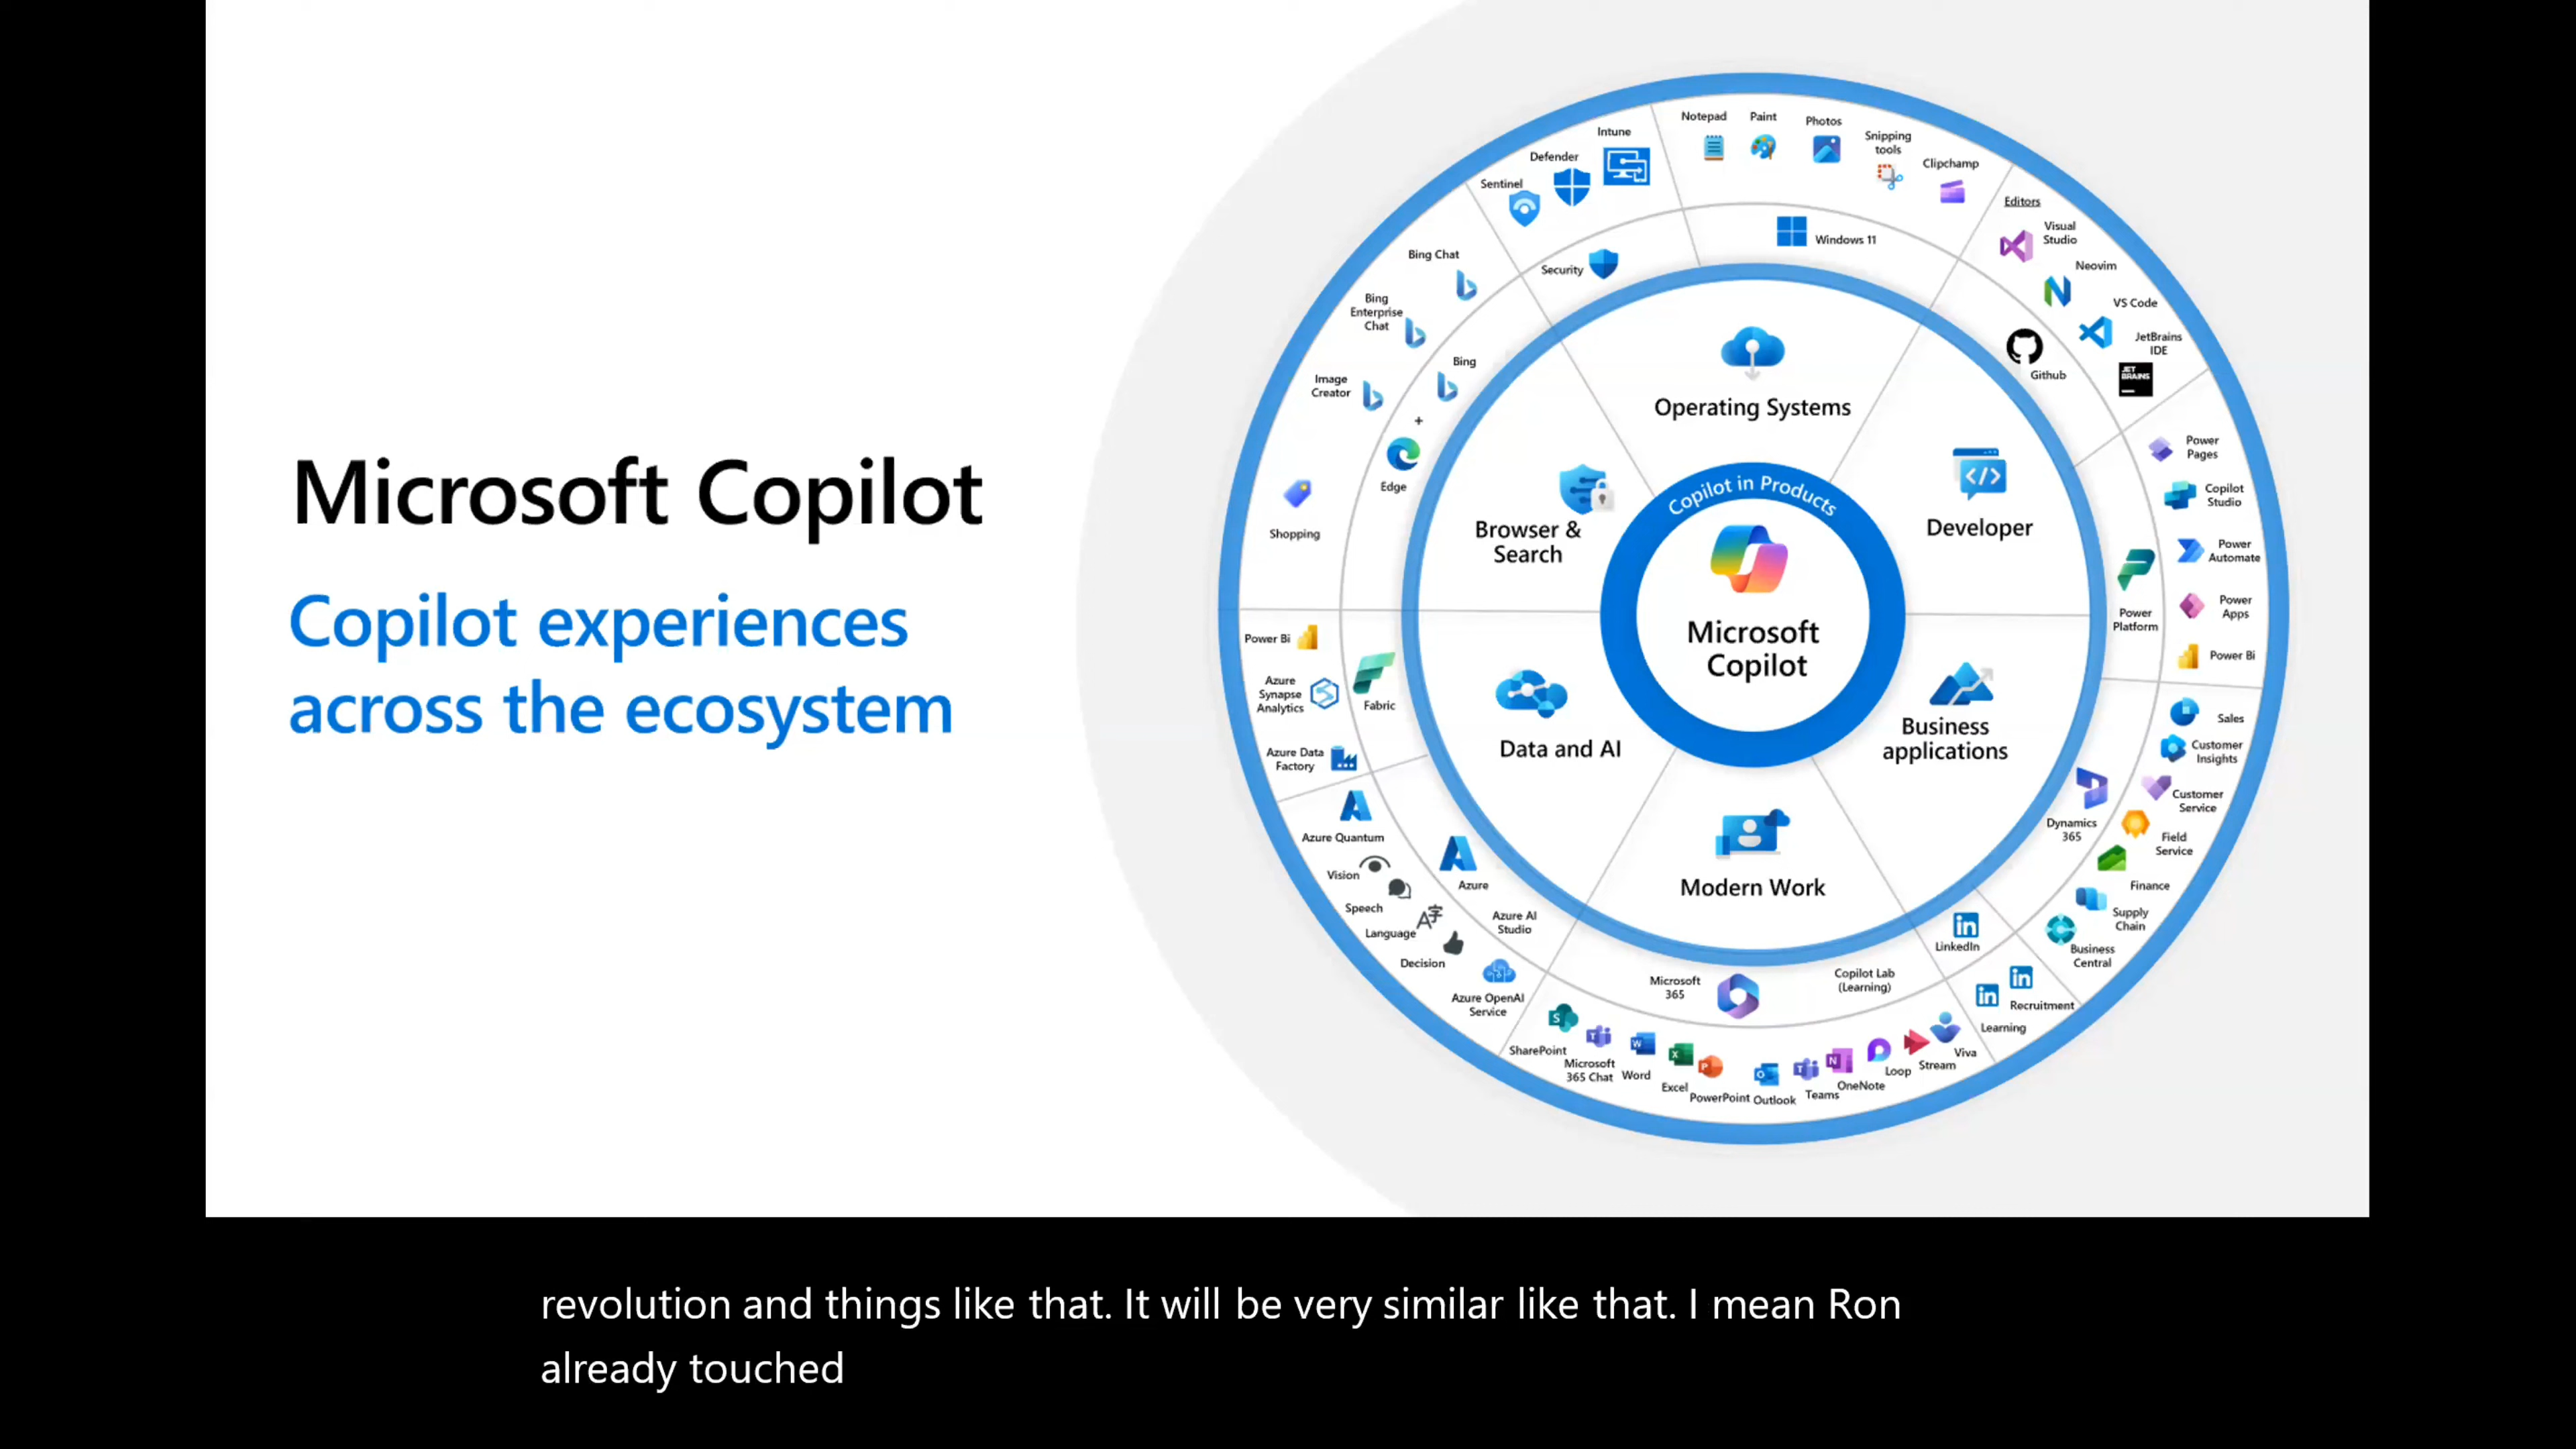 Microsoft Copilot
Copilot experiences
across the ecosystem
Copilot in Products
Microsoft
Copilot
Operating Systems
Developer
Business
applications
Modern Work
Data and AI
Browser &
Search
Windows 11
Notepad
Paint
Photos
Snipping
tools
Clipchamp
Editors
Visual
Studio
Neovim
VS Code
JetBrains
IDE
JET
BRAINS
Github
Power
Pages
Copilot
Studio
Power
Automate
Power
Apps
Power Bi
Power
Platform
Sales
Customer
Insights
Customer
Service
Field
Service
Finance
Supply
Chain
Business
Central
Dynamics
365
in
LinkedIn
in
Recruitment
in
Learning
Microsoft
365
Copilot Lab
(Learning)
SharePoint
Microsoft
365 Chat
Word
Excel
PowerPoint
Outlook
Teams
OneNote
Loop
Stream
Viva
Azure
Azure AI
Studio
Azure Quantum
Vision
Speech
Language
Decision
Azure OpenAI
Service
Fabric
Power Bi
Azure
Synapse
Analytics
Azure Data
Factory
Bing
+
Edge
Bing Chat
Bing
Enterprise
Chat
Image
Creator
Shopping
Security
Sentinel
Defender
Intune
revolution and things like that. It will be very similar like that. I mean Ron
already touched